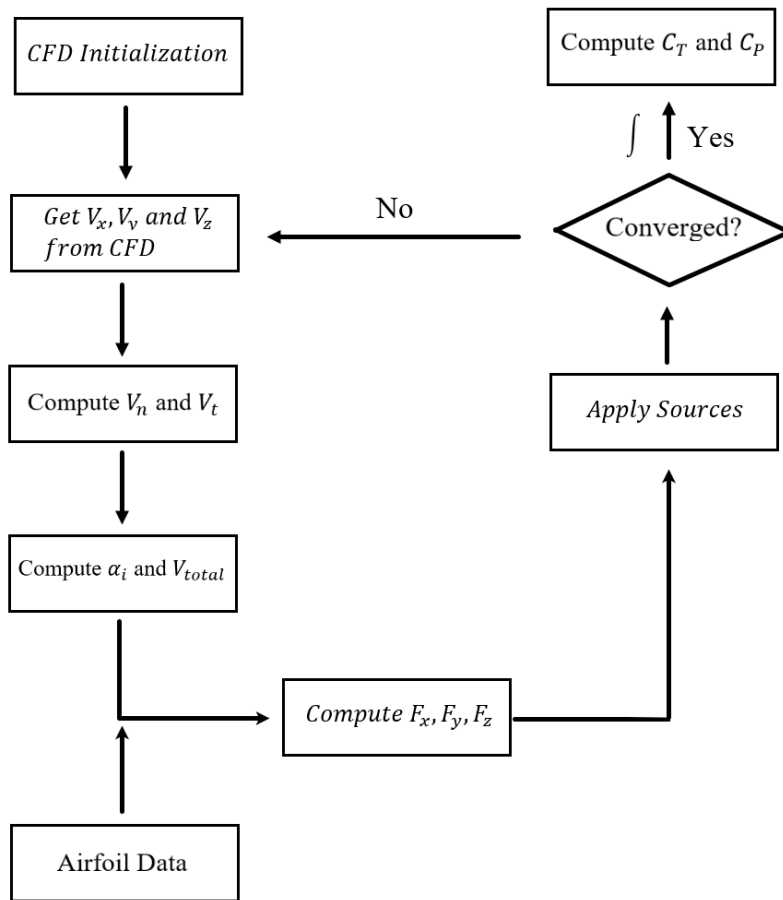 CFD Initialization
Get V_x, V_y and V_z
from CFD
Compute V_n and V_t
Compute α_i and V_total
Airfoil Data
Compute F_x, F_y, F_z
Apply Sources
Converged?
No
∫ Yes
Compute C_T and C_P